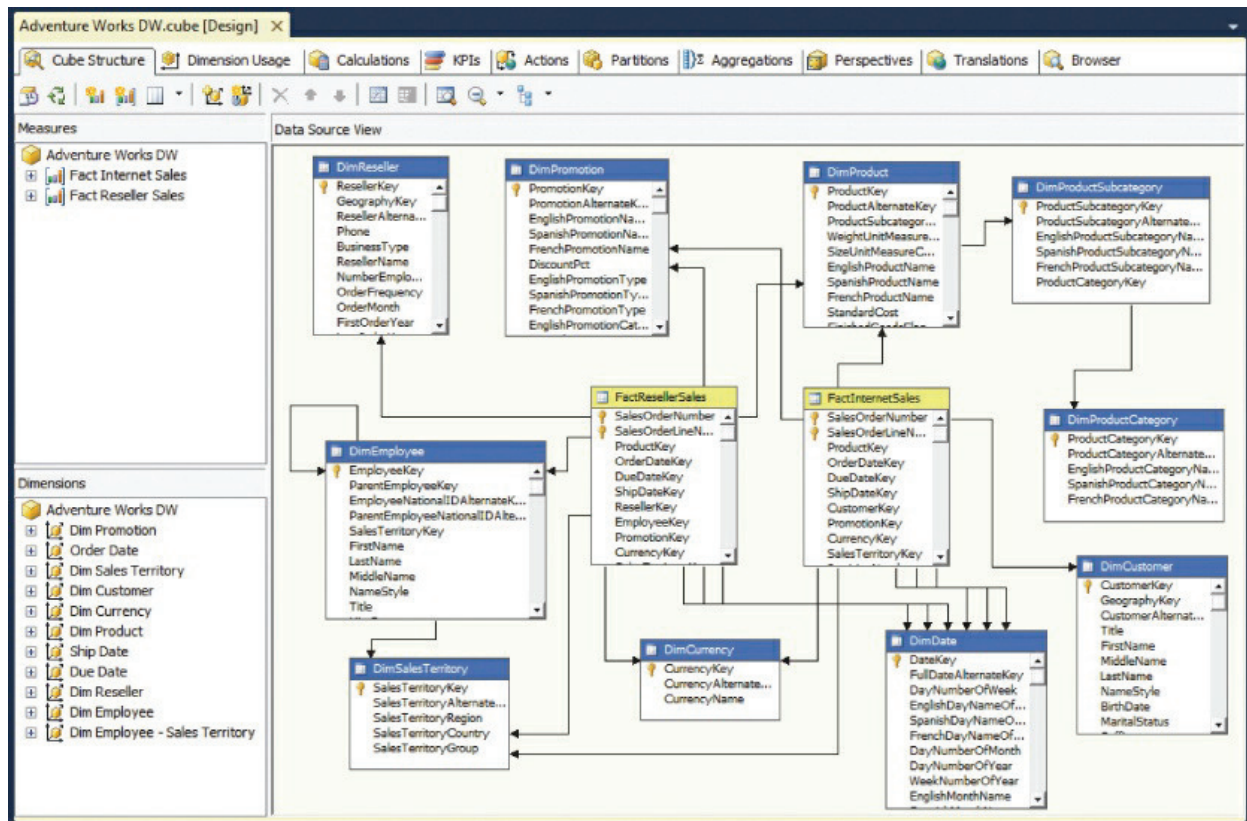 Adventure Works DW.cube [Design]
Cube Structure Dimension Usage Calculations KPIs Actions Partitions Aggregations Perspectives Translations Browser
Measures
Adventure Works DW
Fact Internet Sales
Fact Reseller Sales
Dimensions
Adventure Works DW
Dim Promotion
Order Date
Dim Sales Territory
Dim Customer
Dim Currency
Dim Product
Ship Date
Due Date
Dim Reseller
Dim Employee
Dim Employee - Sales Territory
Data Source View
DimReseller
ResellerKey
GeographyKey
ResellerAlterna...
Phone
BusinessType
ResellerName
NumberEmplo...
OrderFrequency
OrderMonth
FirstOrderYear
DimPromotion
PromotionKey
PromotionAlternateK...
EnglishPromotionNa...
SpanishPromotionNa...
FrenchPromotionName
DiscountPct
EnglishPromotionType
SpanishPromotionTy...
FrenchPromotionType
EnglishPromotionCat...
DimProduct
ProductKey
ProductAlternateKey
ProductSubcategor...
WeightUnitMeasure...
SizeUnitMeasureC...
EnglishProductName
SpanishProductName
FrenchProductName
StandardCost
DimProductSubcategory
ProductSubcategoryKey
ProductSubcategoryAlternate...
EnglishProductSubcategoryNa...
SpanishProductSubcategoryN...
FrenchProductSubcategoryNa...
ProductCategoryKey
FactResellerSales
SalesOrderNumber
SalesOrderLineN...
ProductKey
OrderDateKey
DueDateKey
ShipDateKey
ResellerKey
EmployeeKey
PromotionKey
CurrencyKey
FactInternetSales
SalesOrderNumber
SalesOrderLineN...
ProductKey
OrderDateKey
DueDateKey
ShipDateKey
CustomerKey
PromotionKey
CurrencyKey
SalesTerritoryKey
DimProductCategory
ProductCategoryKey
ProductCategoryAlternate...
EnglishProductCategoryNa...
SpanishProductCategoryN...
FrenchProductCategoryNa...
DimEmployee
EmployeeKey
ParentEmployeeKey
EmployeeNationalIDAlternateK...
ParentEmployeeNationalIDAlte...
SalesTerritoryKey
FirstName
LastName
MiddleName
NameStyle
Title
DimCustomer
CustomerKey
GeographyKey
CustomerAlternat...
Title
FirstName
MiddleName
LastName
NameStyle
BirthDate
MaritalStatus
DimSalesTerritory
SalesTerritoryKey
SalesTerritoryAlternate...
SalesTerritoryRegion
SalesTerritoryCountry
SalesTerritoryGroup
DimCurrency
CurrencyKey
CurrencyAlternate...
CurrencyName
DimDate
DateKey
FullDateAlternateKey
DayNumberOfWeek
EnglishDayNameOf...
SpanishDayNameO...
FrenchDayNameOf...
DayNumberOfMonth
DayNumberOfYear
WeekNumberOfYear
EnglishMonthName